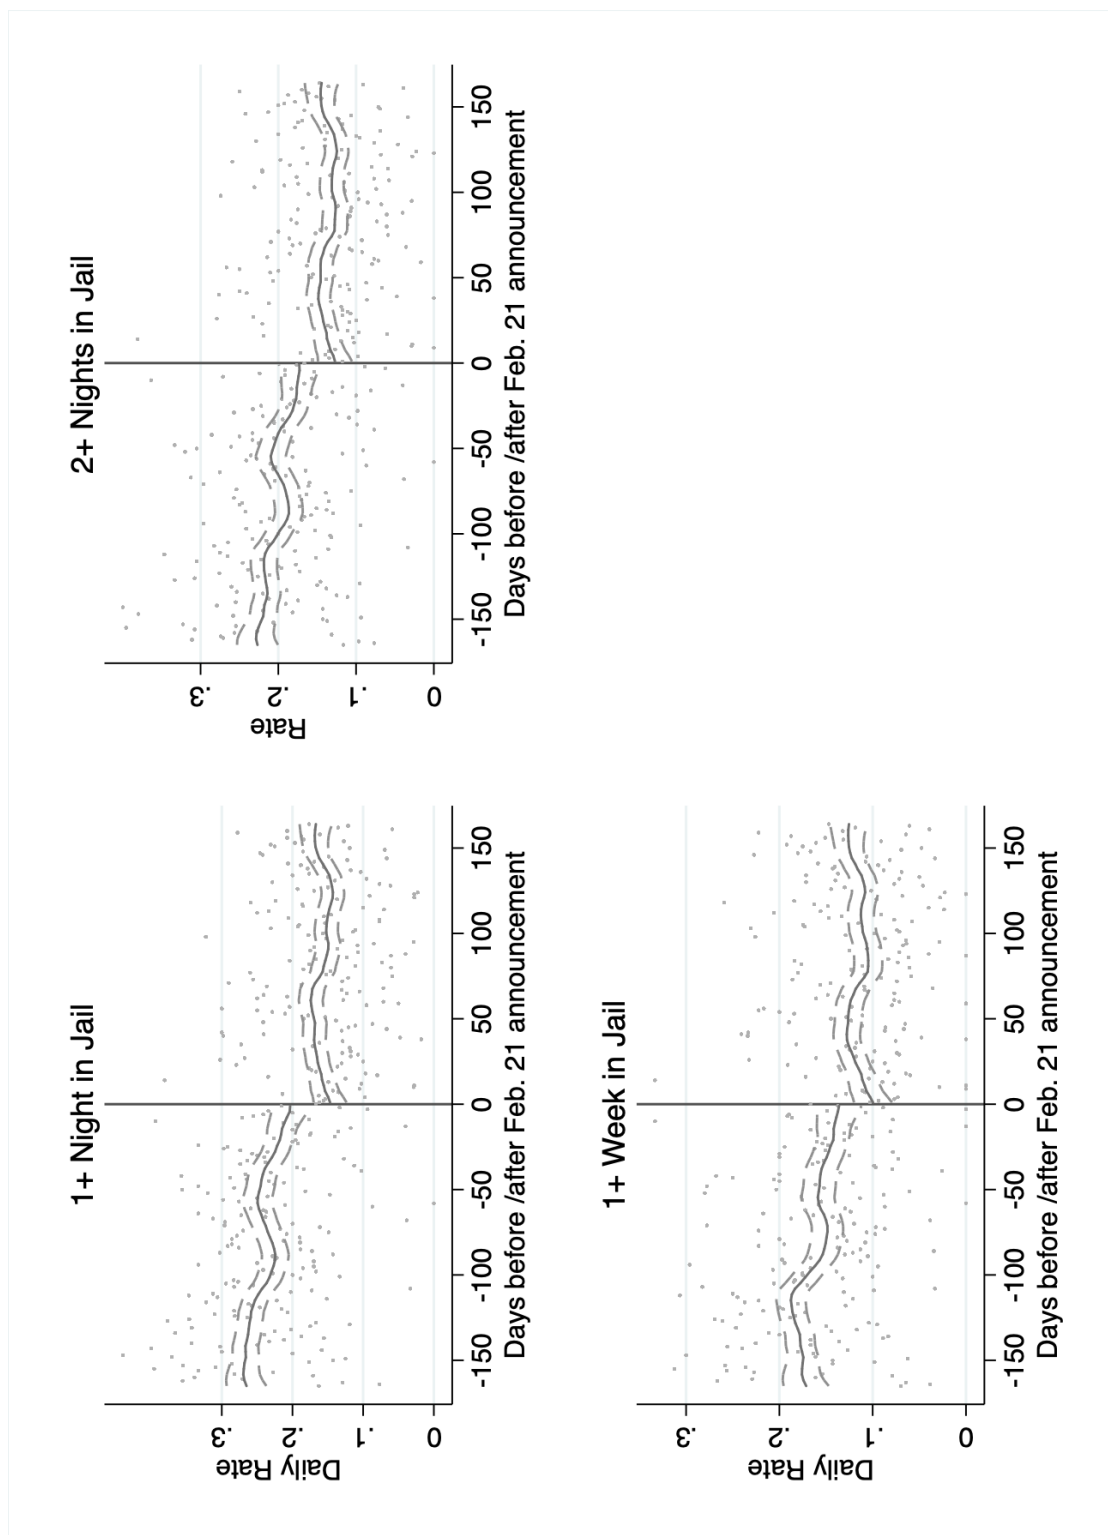 1+ Night in Jail
Daily Rate
.3
.2
.1
0
-150 -100 -50 0 50 100 150
Days before /after Feb. 21 announcement
2+ Nights in Jail
Rate
.3
.2
.1
0
-150 -100 -50 0 50 100 150
Days before /after Feb. 21 announcement
1+ Week in Jail
Daily Rate
.3
.2
.1
0
-150 -100 -50 0 50 100 150
Days before /after Feb. 21 announcement